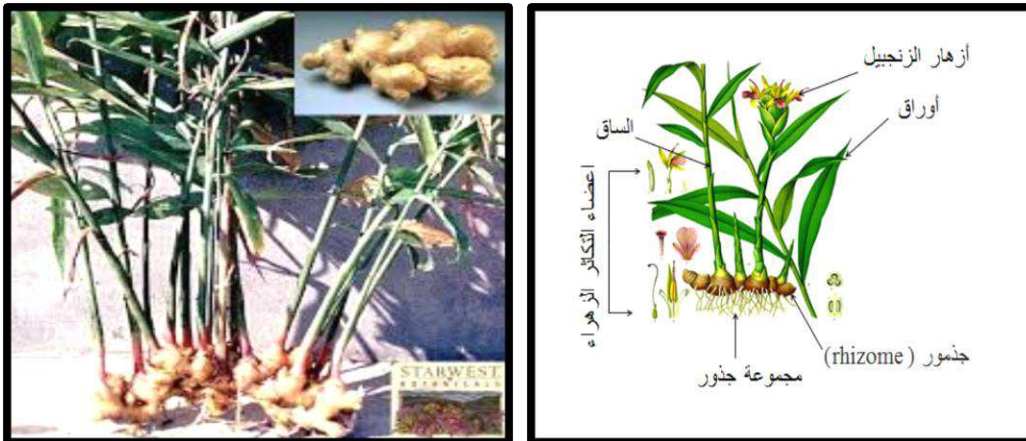 STARWEST
BOTANICALS
أزهار الزنجبيل
أوراق
الساق
اعضاء التكاثر الزهراء
جذمور (rhizome)
مجموعة جذور